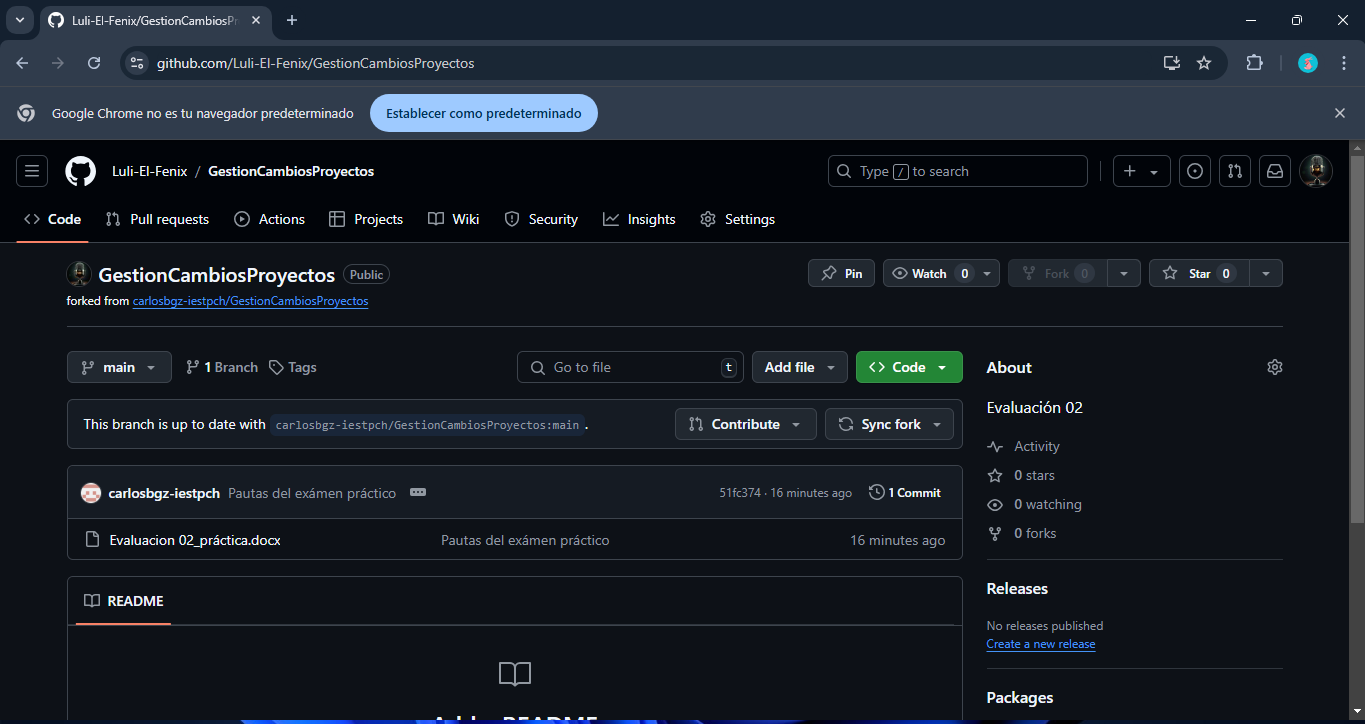 Luli-El-Fenix/GestionCambiosPr
github.com/Luli-El-Fenix/GestionCambiosProyectos
Google Chrome no es tu navegador predeterminado Establecer como predeterminado
Luli-El-Fenix / GestionCambiosProyectos Type / to search
Code Pull requests Actions Projects Wiki Security Insights Settings
GestionCambiosProyectos Public Pin Watch 0 Fork 0 Star 0
forked from carlosbgz-iestpch/GestionCambiosProyectos
main 1 Branch Tags Go to file t Add file Code
This branch is up to date with carlosbgz-iestpch/GestionCambiosProyectos:main . Contribute Sync fork
carlosbgz-iestpch Pautas del exámen práctico 51fc374 · 16 minutes ago 1 Commit
Evaluacion 02_práctica.docx Pautas del exámen práctico 16 minutes ago
README
About
Evaluación 02
Activity
0 stars
0 watching
0 forks
Releases
No releases published
Create a new release
Packages